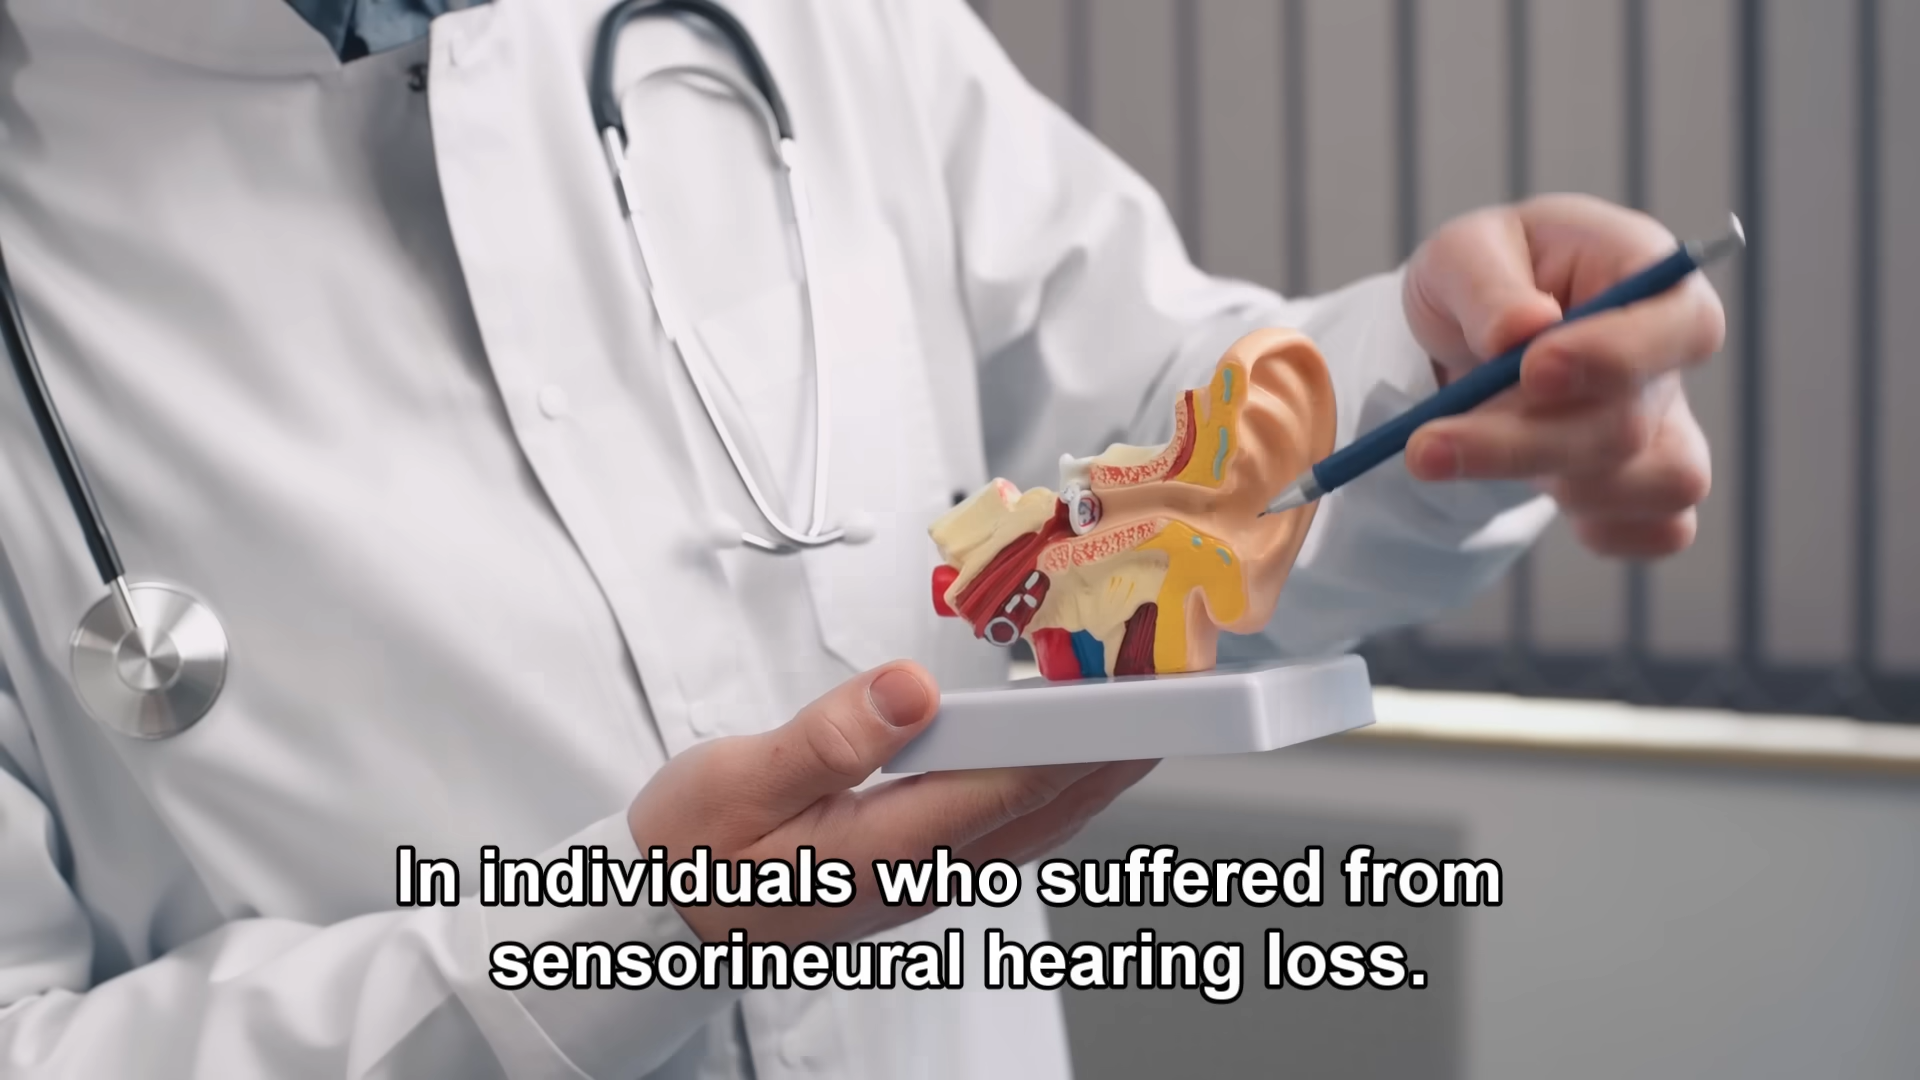 In individuals who suffered from
sensorineural hearing loss.